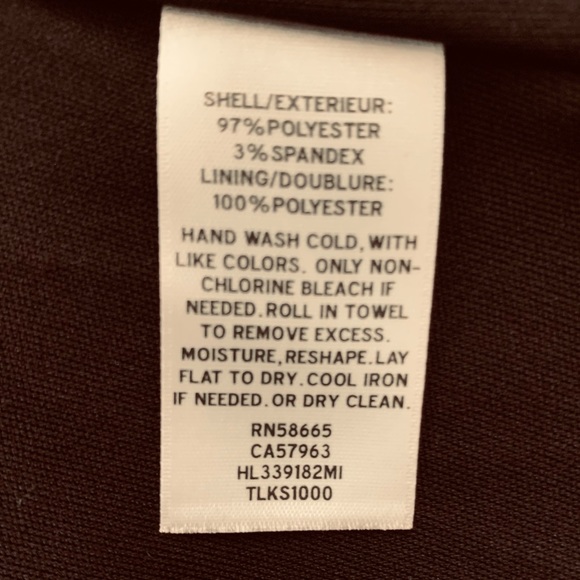 SHELL/EXTERIEUR:
97%POLYESTER
3%SPANDEX
LINING/DOUBLURE:
100%POLYESTER
HAND WASH COLD, WITH
LIKE COLORS. ONLY NON-
CHLORINE BLEACH IF
NEEDED.ROLL IN TOWEL
TO REMOVE EXCESS.
MOISTURE,RESHAPE.LAY
FLAT TO DRY.COOL IRON
IF NEEDED.OR DRY CLEAN.
RN58665
CA57963
HL339182MI
TLKS1000